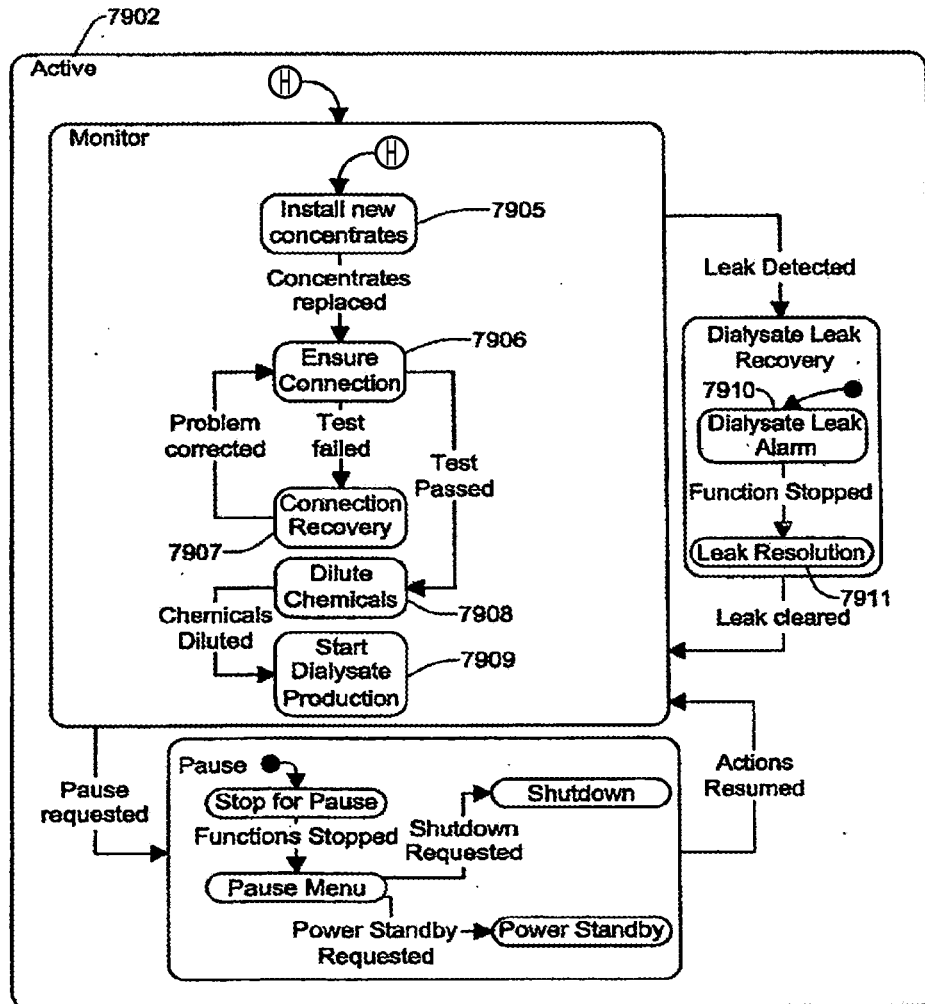 7902
Active
H
Monitor
H
Install new
concentrates
7905
Concentrates
replaced
Leak Detected
Ensure
Connection
7906
Dialysate Leak
Recovery
7910
Problem
corrected
Test
failed
Test
Passed
Dialysate Leak
Alarm
Function Stopped
Connection
Recovery
7907
Leak Resolution
7911
Dilute
Chemicals
7908
Chemicals
Diluted
Leak cleared
Start
Dialysate
Production
7909
Pause
requested
Pause
Stop for Pause
Functions Stopped
Pause Menu
Shutdown
Shutdown
Requested
Power Standby
Requested
Power Standby
Actions
Resumed